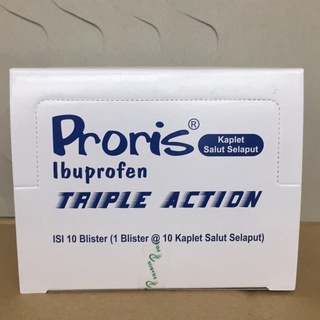 Proris®
Kaplet
Salut Selaput
Ibuprofen
TRIPLE ACTION
ISI 10 Blister (1 Blister @ 10 Kaplet Salut Selaput)